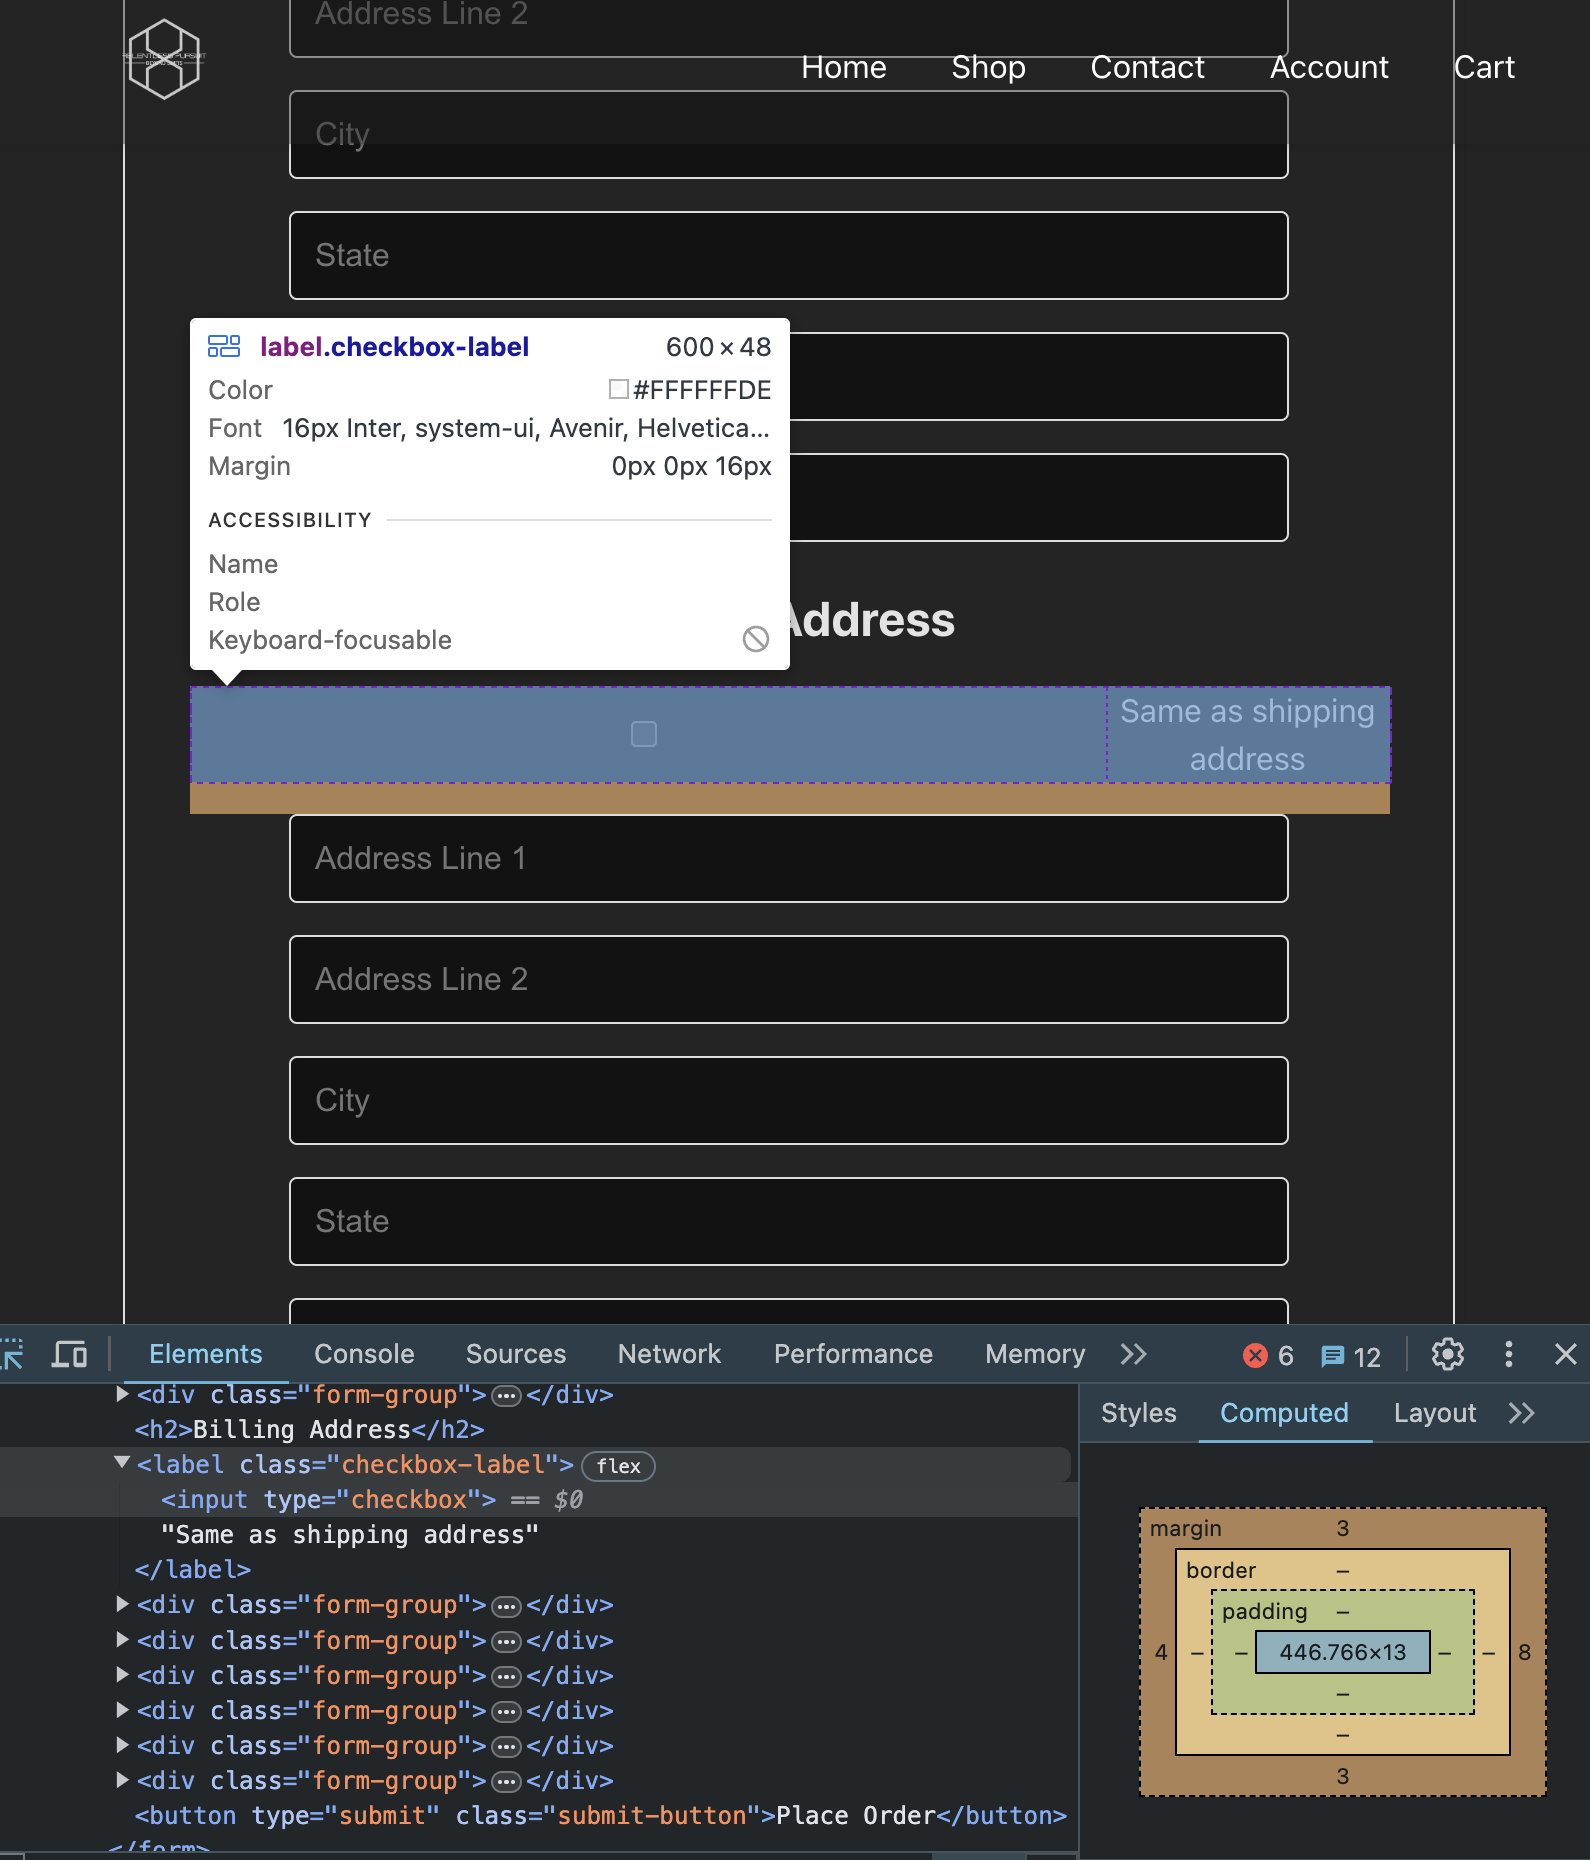 Address Line 2
RELENTLESS PURSUIT
Home
Shop
Contact
Account
Cart
City
State
label.checkbox-label
600 × 48
Color
#FFFFFFDE
Font
16px Inter, system-ui, Avenir, Helvetica...
Margin
0px 0px 16px
ACCESSIBILITY
Name
Role
Keyboard-focusable
Address
Same as shipping
address
Address Line 1
Address Line 2
City
State
Elements
Console
Sources
Network
Performance
Memory
6
12
<div class="form-group">…</div>
<h2>Billing Address</h2>
<label class="checkbox-label"> flex
<input type="checkbox"> == $0
"Same as shipping address"
</label>
<div class="form-group">…</div>
<div class="form-group">…</div>
<div class="form-group">…</div>
<div class="form-group">…</div>
<div class="form-group">…</div>
<div class="form-group">…</div>
<button type="submit" class="submit-button">Place Order</button>
</form>
Styles
Computed
Layout
margin
3
border
–
padding
–
4
–
–
446.766×13
–
–
8
–
–
3